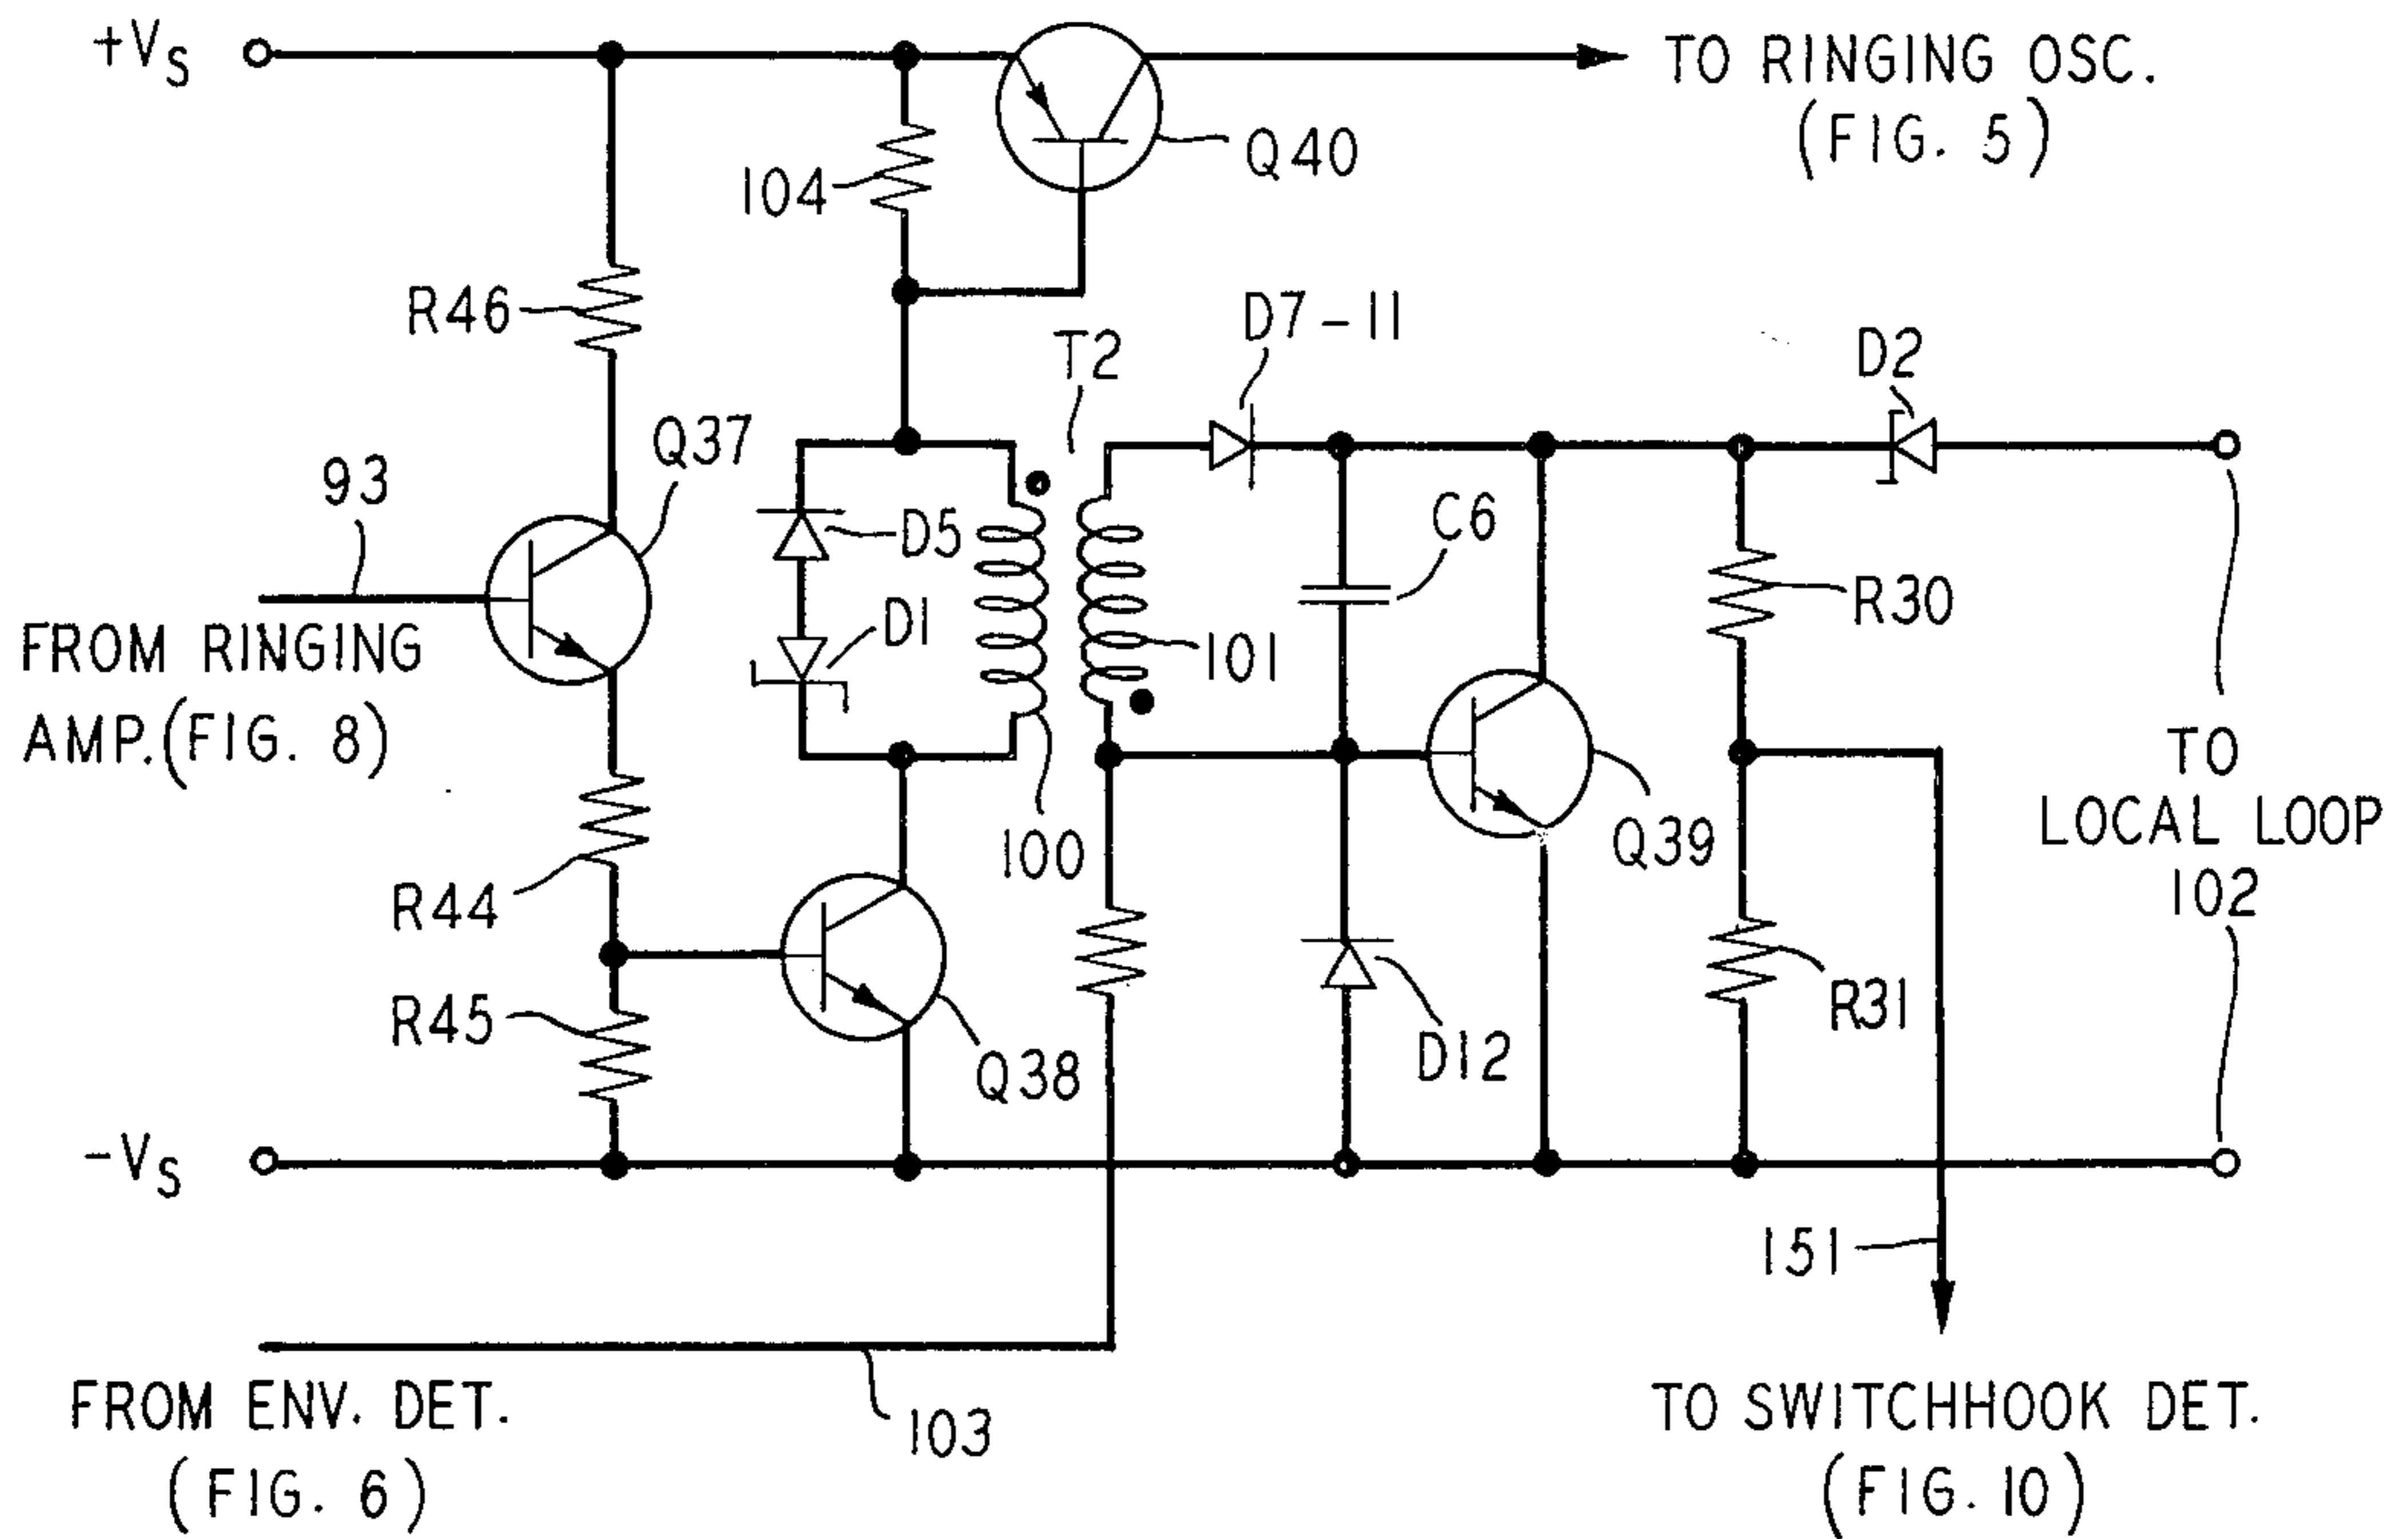 +VS
TO RINGING OSC.
(FIG. 5)
Q40
104
R46
D7-11
T2
D2
Q37
93
D5
C6
D1
R30
101
FROM RINGING
AMP.(FIG. 8)
TO
LOCAL LOOP
102
100
Q39
R44
R45
R31
D12
Q38
-VS
151
FROM ENV. DET.
(FIG. 6)
103
TO SWITCHHOOK DET.
(FIG. 10)